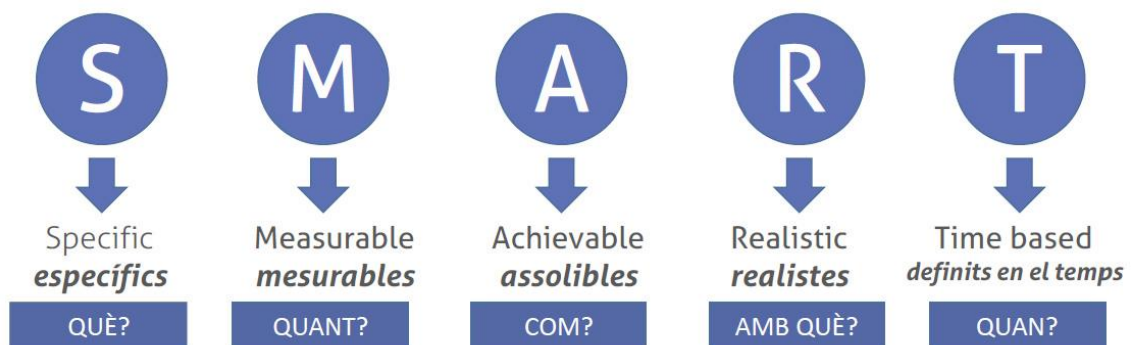 S M A R T
Specific Measurable Achievable Realistic Time based
específics mesurables assolibles realistes definits en el temps
QUÈ? QUANT? COM? AMB QUÈ? QUAN?